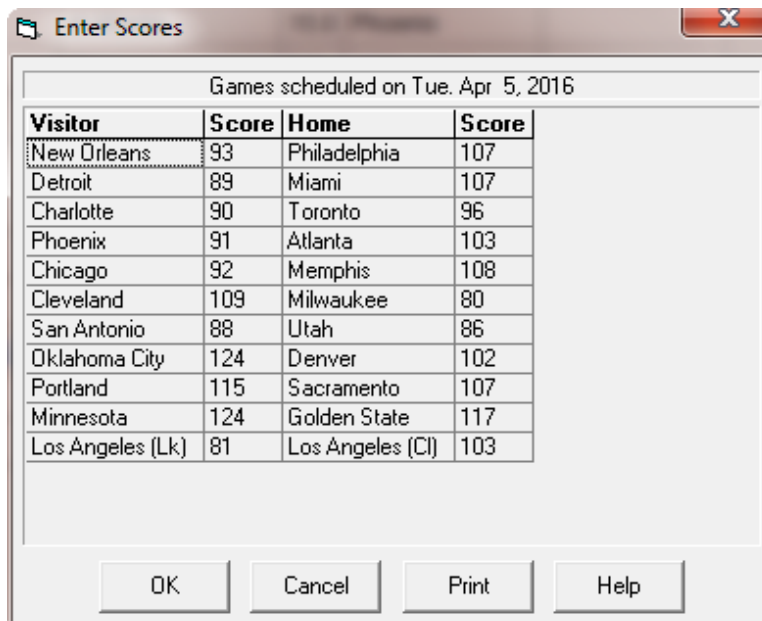 Enter Scores
Games scheduled on Tue. Apr 5, 2016
Visitor Score Home Score
New Orleans 93 Philadelphia 107
Detroit 89 Miami 107
Charlotte 90 Toronto 96
Phoenix 91 Atlanta 103
Chicago 92 Memphis 108
Cleveland 109 Milwaukee 80
San Antonio 88 Utah 86
Oklahoma City 124 Denver 102
Portland 115 Sacramento 107
Minnesota 124 Golden State 117
Los Angeles (Lk) 81 Los Angeles (Cl) 103
OK Cancel Print Help